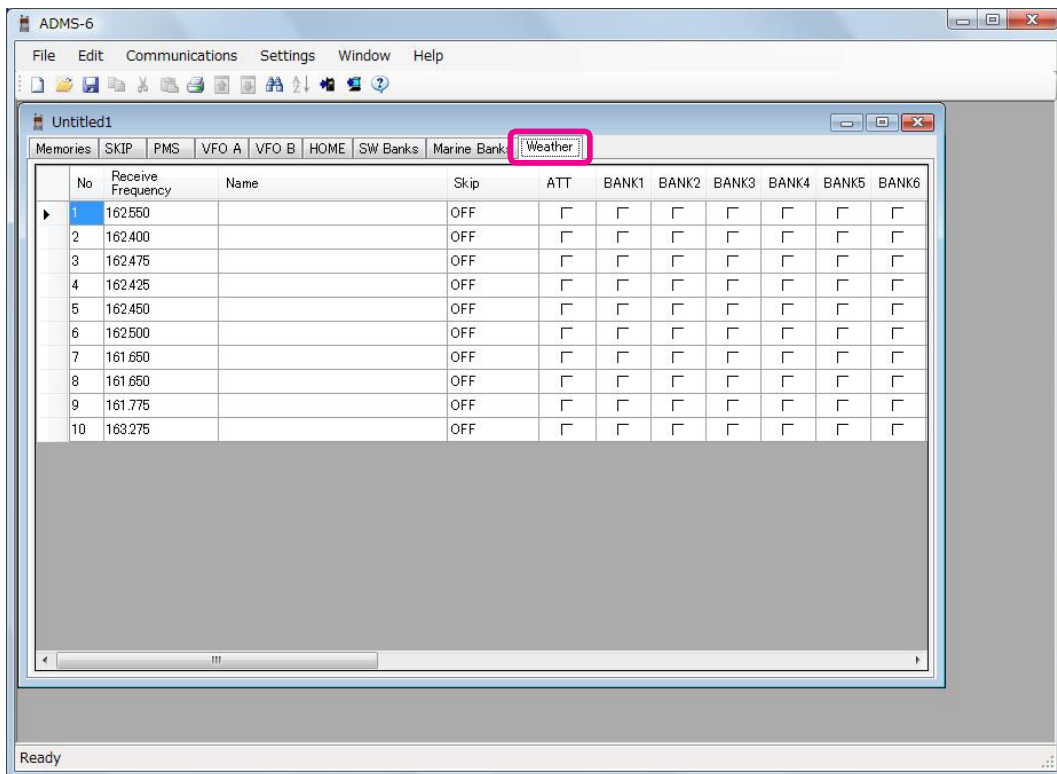 ADMS-6
File Edit Communications Settings Window Help
Untitled1
Memories SKIP PMS VFO A VFO B HOME SW Banks Marine Banks Weather
No Receive Frequency Name Skip ATT BANK1 BANK2 BANK3 BANK4 BANK5 BANK6
1 162.550 OFF
2 162.400 OFF
3 162.475 OFF
4 162.425 OFF
5 162.450 OFF
6 162.500 OFF
7 161.650 OFF
8 161.650 OFF
9 161.775 OFF
10 163.275 OFF
Ready